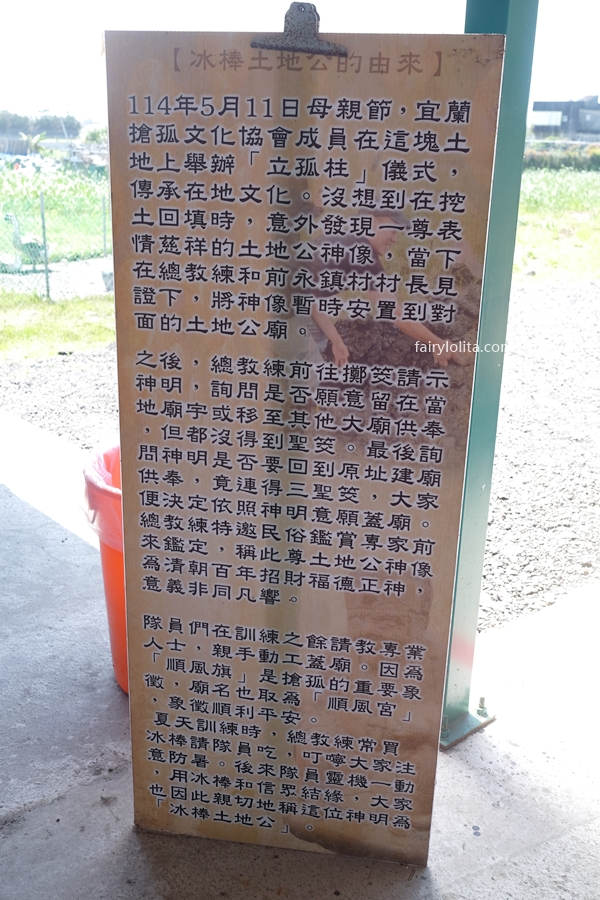 【冰棒土地公的由來】
114年5月11日母親節，宜蘭
搶孤文化協會成員在這塊土
地上舉辦「立孤柱」儀式，
傳承在地文化。沒想到在挖
土回填時，意外發現一尊表
情慈祥的土地公神像，當下
在總教練和前永鎮材村長見
證下，將神像暫時安置到對
面的土地公廟。
之後，總教練前往擲筊請示
神明，詢問是否願意留在當
地廟宇或移至其他大廟供奉
，但都沒得到聖筊。最後詢
問神明是否要回到原址建廟
供奉，竟連得三聖筊，大家
便決定依照神明意願蓋廟。
總教練特邀民俗鑑賞專家前
來鑑定，稱此尊土地公神像，
為清朝百年招財福德正神，
意義非同凡響。
隊員們在訓練之餘請教專業
人士，親手動工蓋廟。因為
「順風旗」是搶孤的重要象
徵，廟名也取為「順風宮」
，象徵順利平安。
夏天訓練時，總教練常買
冰棒請隊員吃，叮嚀大家注
意防暑。後來隊員靈機一動
，用冰棒和信眾結緣，大家
也因此親切地稱這位神明為
「冰棒土地公」。
fairylolita.com